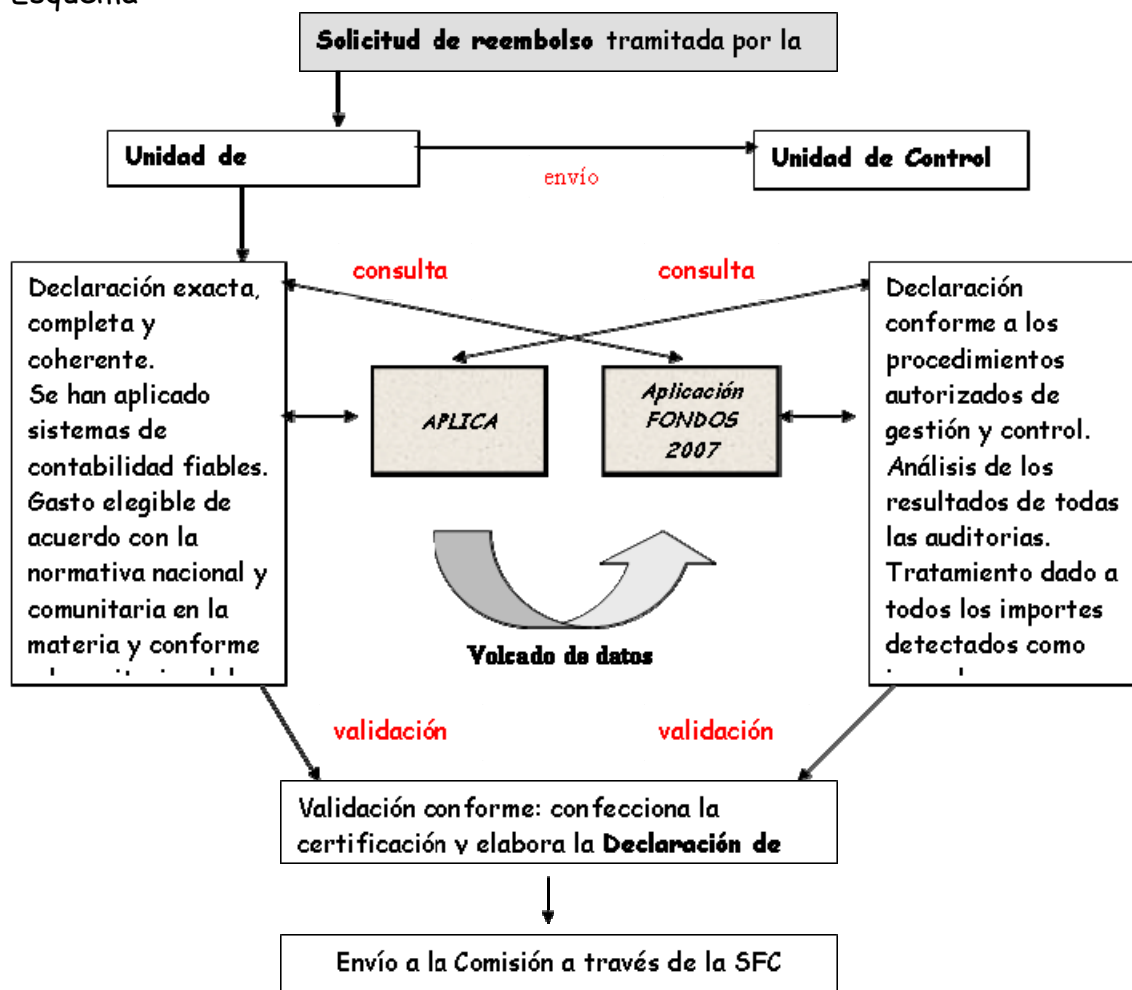 Esquema
Solicitud de reembolso tramitada por la
Unidad de
envío
Unidad de Control
consulta
consulta
Declaración exacta,
completa y
coherente.
Se han aplicado
sistemas de
contabilidad fiables.
Gasto elegible de
acuerdo con la
normativa nacional y
comunitaria en la
materia y conforme
APLICA
Aplicación
FONDOS
2007
Declaración
conforme a los
procedimientos
autorizados de
gestión y control.
Análisis de los
resultados de todas
las auditorias.
Tratamiento dado a
todos los importes
detectados como
Volcado de datos
validación
validación
Validación conforme: confecciona la
certificación y elabora la Declaración de
Envío a la Comisión a través de la SFC